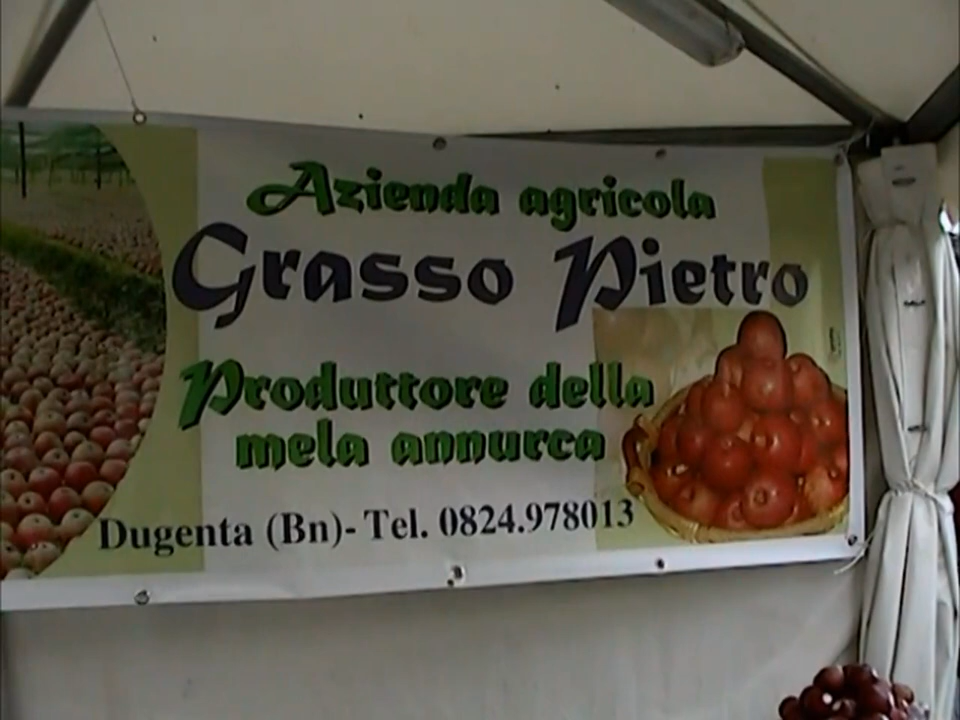 Azienda agricola
Grasso Pietro
Produttore della
mela annurca
Dugenta (Bn)- Tel. 0824.978013